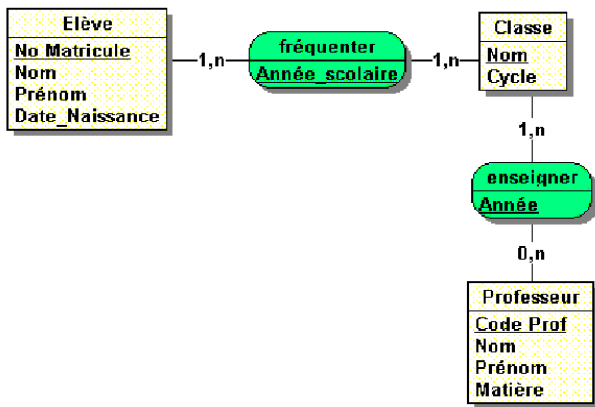 Elève
No Matricule
Nom
Prénom
Date_Naissance
1,n
fréquenter
Année_scolaire
1,n
Classe
Nom
Cycle
1,n
enseigner
Année
0,n
Professeur
Code Prof
Nom
Prénom
Matière